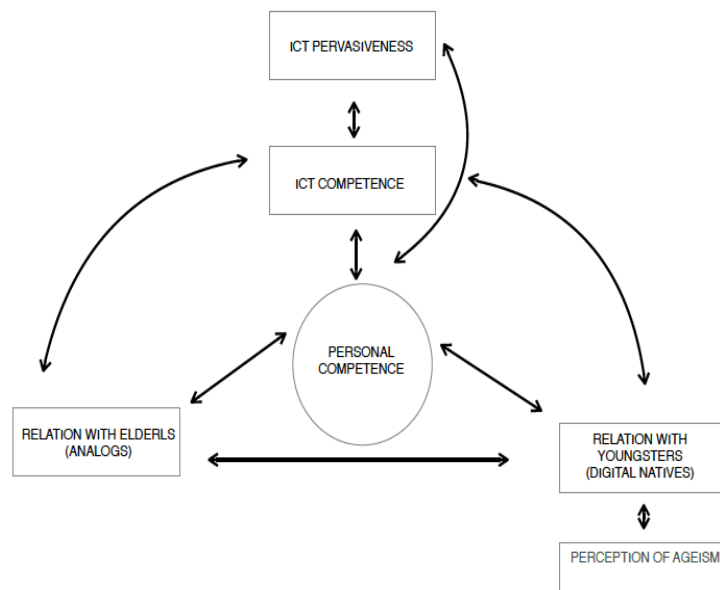 ICT PERVASIVENESS
ICT COMPETENCE
PERSONAL
COMPETENCE
RELATION WITH ELDERLS
(ANALOGS)
RELATION WITH
YOUNGSTERS
(DIGITAL NATIVES)
PERCEPTION OF AGEISM